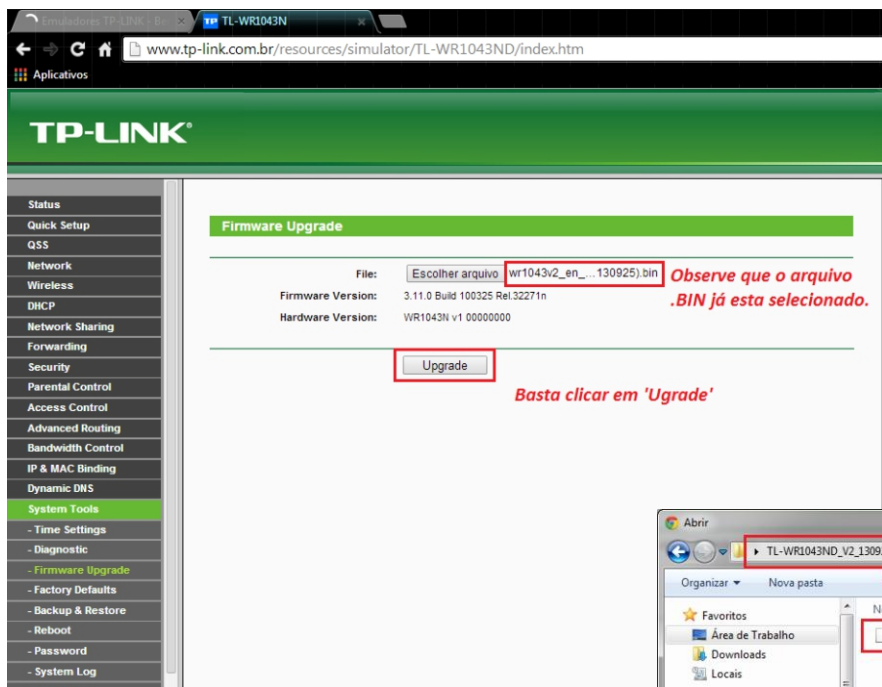 Emuladores TP-LINK - Be
TL-WR1043N
www.tp-link.com.br/resources/simulator/TL-WR1043ND/index.htm
Aplicativos
TP-LINK®
Status
Quick Setup
QSS
Network
Wireless
DHCP
Network Sharing
Forwarding
Security
Parental Control
Access Control
Advanced Routing
Bandwidth Control
IP & MAC Binding
Dynamic DNS
System Tools
- Time Settings
- Diagnostic
- Firmware Upgrade
- Factory Defaults
- Backup & Restore
- Reboot
- Password
- System Log
Firmware Upgrade
File: Escolher arquivo wr1043v2_en_...130925).bin
Firmware Version: 3.11.0 Build 100325 Rel.32271n
Hardware Version: WR1043N v1 00000000
Observe que o arquivo
.BIN já esta selecionado.
Upgrade
Basta clicar em 'Ugrade'
Abrir
TL-WR1043ND_V2_1309
Organizar Nova pasta
Favoritos
Área de Trabalho
Downloads
Locais
N